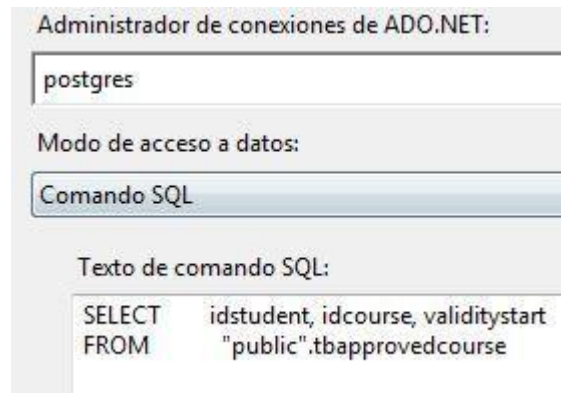 Administrador de conexiones de ADO.NET:
postgres
Modo de acceso a datos:
Comando SQL
Texto de comando SQL:
SELECT idstudent, idcourse, validitystart
FROM "public".tbapprovedcourse